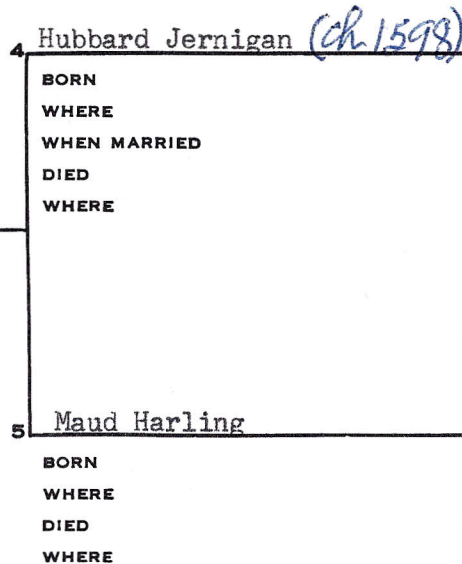 4 Hubbard Jernigan (ch 1598)
BORN
WHERE
WHEN MARRIED
DIED
WHERE
5 Maud Harling
BORN
WHERE
DIED
WHERE